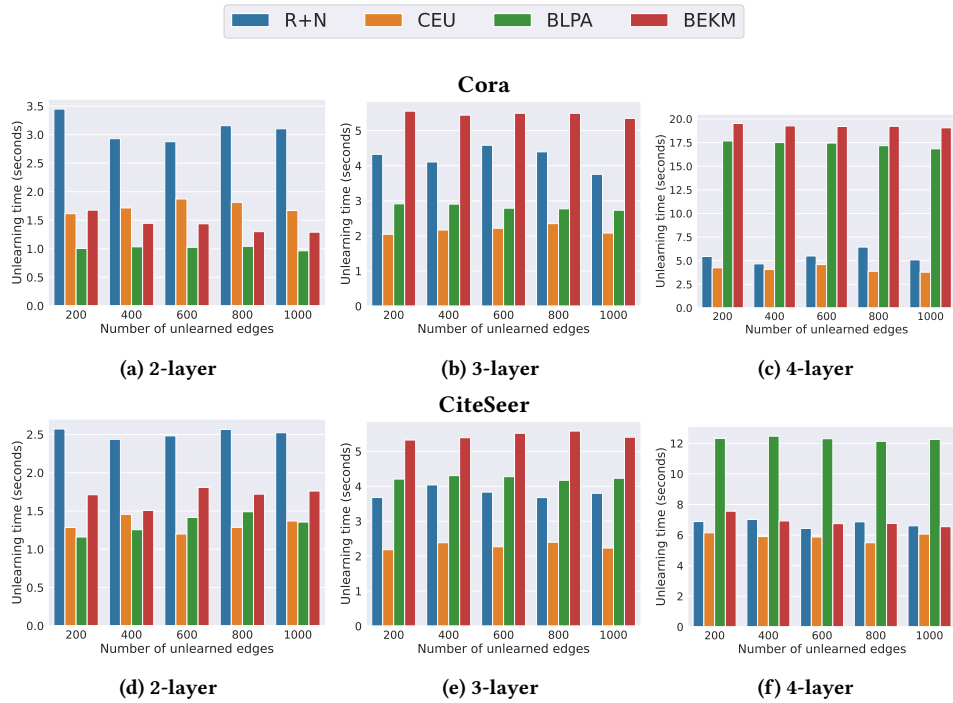 R+N CEU BLPA BEKM
Cora
Unlearning time (seconds)
3.5
3.0
2.5
2.0
1.5
1.0
0.5
0.0
200 400 600 800 1000
Number of unlearned edges
(a) 2-layer
Unlearning time (seconds)
5
4
3
2
1
0
200 400 600 800 1000
Number of unlearned edges
(b) 3-layer
Unlearning time (seconds)
20.0
17.5
15.0
12.5
10.0
7.5
5.0
2.5
0.0
200 400 600 800 1000
Number of unlearned edges
(c) 4-layer
CiteSeer
Unlearning time (seconds)
2.5
2.0
1.5
1.0
0.5
0.0
200 400 600 800 1000
Number of unlearned edges
(d) 2-layer
Unlearning time (seconds)
5
4
3
2
1
0
200 400 600 800 1000
Number of unlearned edges
(e) 3-layer
Unlearning time (seconds)
12
10
8
6
4
2
0
200 400 600 800 1000
Number of unlearned edges
(f) 4-layer